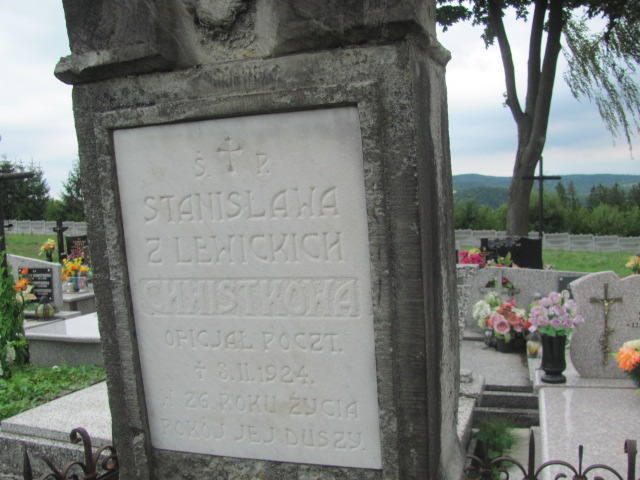 Ś. P.
STANISŁAWA
Z LEWICKICH
CHWISTKOWA
OFICJAŁ POCZT.
✝ 8.II.1924.
W 26. ROKU ŻYCIA
POKÓJ JEJ DUSZY.